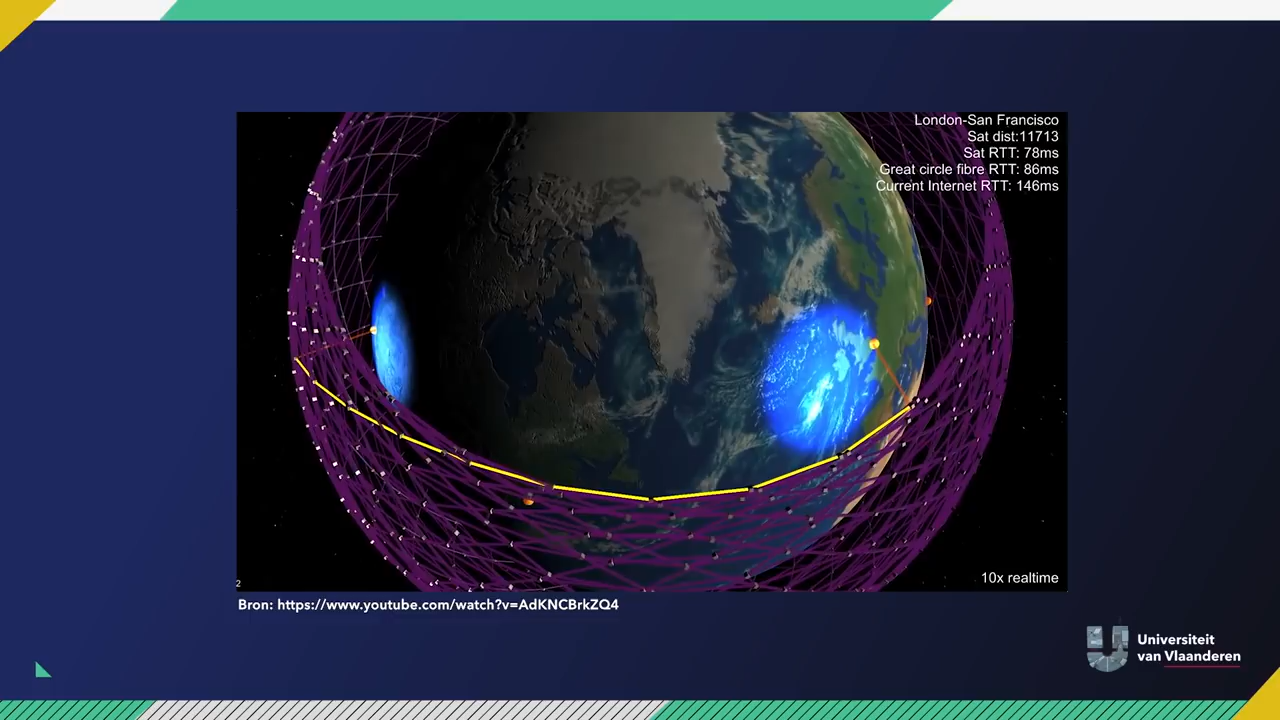 London-San Francisco
Sat dist:11713
Sat RTT: 78ms
Great circle fibre RTT: 86ms
Current Internet RTT: 146ms
10x realtime
2
Bron: https://www.youtube.com/watch?v=AdKNCBrkZQ4
Universiteit
van Vlaanderen